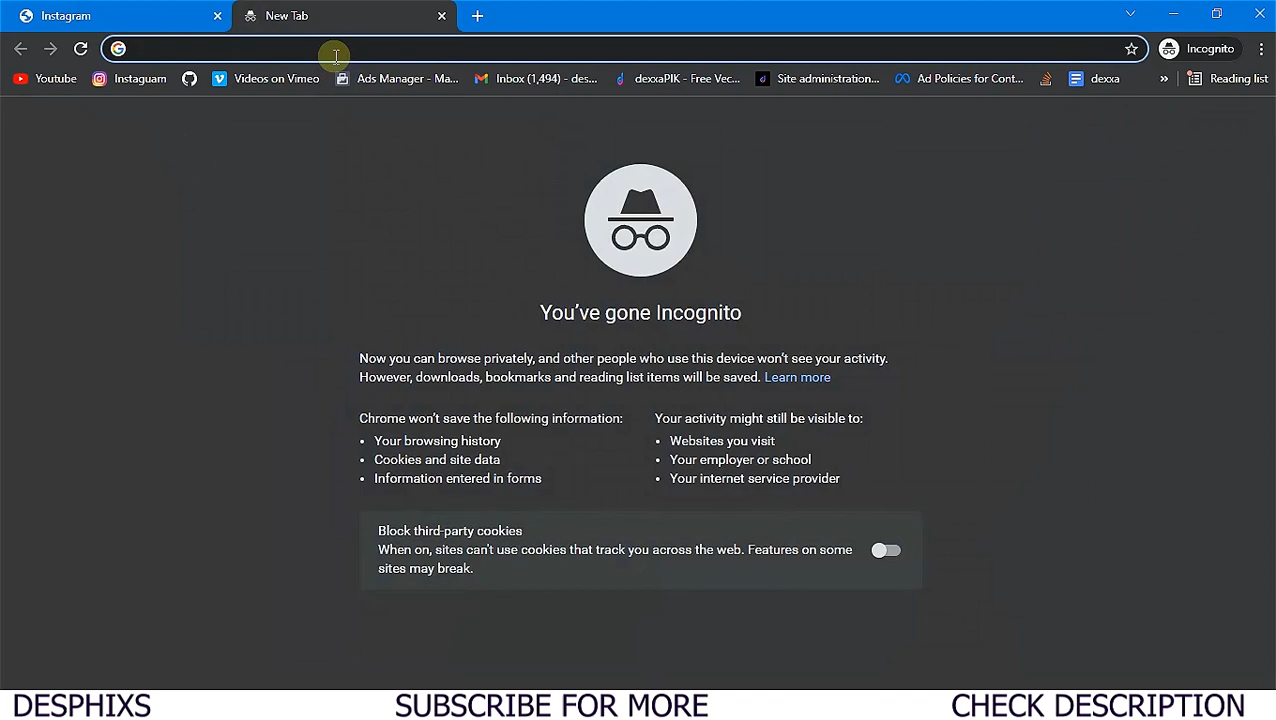 Instagram
New Tab
Incognito
Youtube
Instaguam
Videos on Vimeo
Ads Manager - Ma...
Inbox (1,494) - des...
dexxaPIK - Free Vec...
Site administration...
Ad Policies for Cont...
dexxa
»
Reading list
You've gone Incognito
Now you can browse privately, and other people who use this device won't see your activity.
However, downloads, bookmarks and reading list items will be saved. Learn more
Chrome won't save the following information:
• Your browsing history
• Cookies and site data
• Information entered in forms
Your activity might still be visible to:
• Websites you visit
• Your employer or school
• Your internet service provider
Block third-party cookies
When on, sites can't use cookies that track you across the web. Features on some
sites may break.
DESPHIXS
SUBSCRIBE FOR MORE
CHECK DESCRIPTION